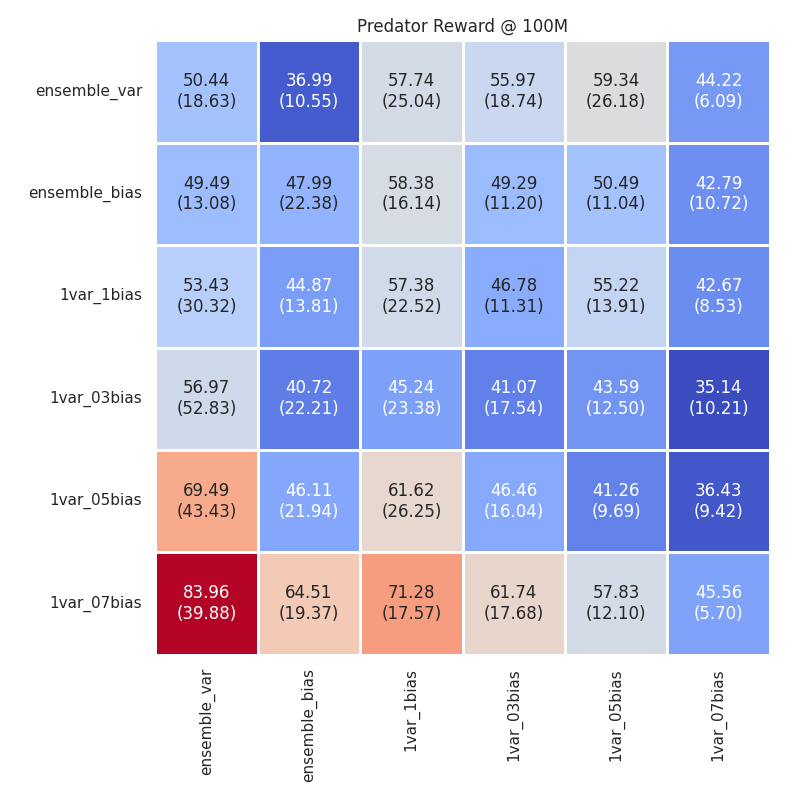 Predator Reward @ 100M
ensemble_var
50.44 36.99 57.74 55.97 59.34 44.22
(18.63) (10.55) (25.04) (18.74) (26.18) (6.09)
ensemble_bias
49.49 47.99 58.38 49.29 50.49 42.79
(13.08) (22.38) (16.14) (11.20) (11.04) (10.72)
1var_1bias
53.43 44.87 57.38 46.78 55.22 42.67
(30.32) (13.81) (22.52) (11.31) (13.91) (8.53)
1var_03bias
56.97 40.72 45.24 41.07 43.59 35.14
(52.83) (22.21) (23.38) (17.54) (12.50) (10.21)
1var_05bias
69.49 46.11 61.62 46.46 41.26 36.43
(43.43) (21.94) (26.25) (16.04) (9.69) (9.42)
1var_07bias
83.96 64.51 71.28 61.74 57.83 45.56
(39.88) (19.37) (17.57) (17.68) (12.10) (5.70)
ensemble_var
ensemble_bias
1var_1bias
1var_03bias
1var_05bias
1var_07bias